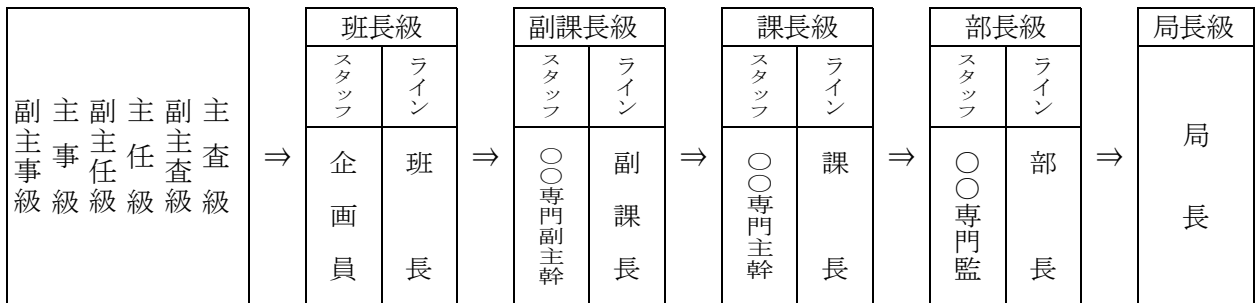 副主事級
主事級
副主任級
主任級
副主査級
主査級
⇒
班長級
スタッフ
ライン
企画員
班長
⇒
副課長級
スタッフ
ライン
○○専門副主幹
副課長
⇒
課長級
スタッフ
ライン
○○専門主幹
課長
⇒
部長級
スタッフ
ライン
○○専門監
部長
⇒
局長級
局長